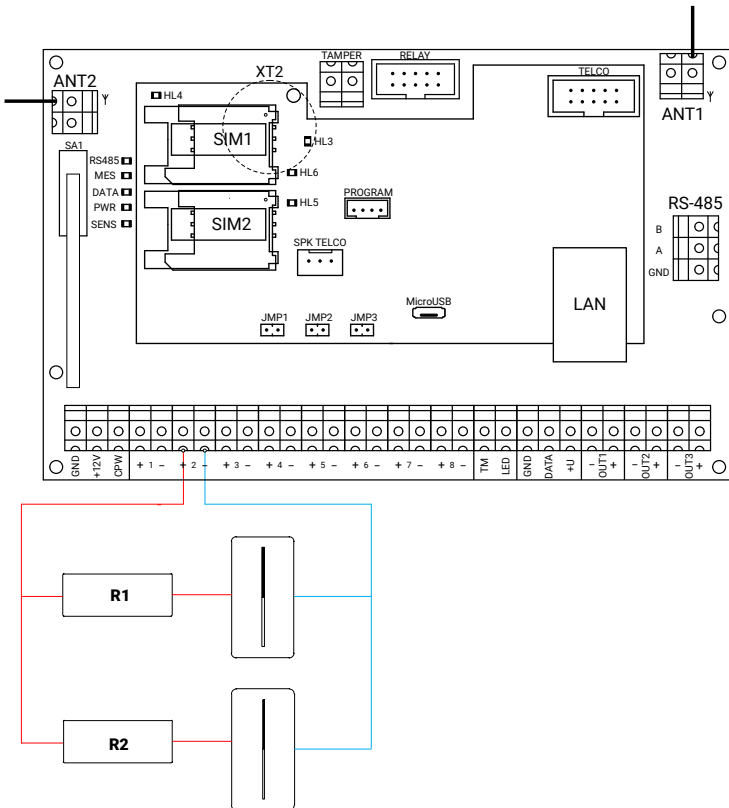 TAMPER
RELAY
XT2
TELCO
ANT2
HL4
ANT1
SA1
SIM1
HL3
RS485
MES
DATA
PWR
SENS
HL6
HL5
PROGRAM
SIM2
RS-485
B
A
GND
SPK TELCO
MicroUSB
LAN
JMP1 JMP2 JMP3
GND +12V CPW + 1 – + 2 – + 3 – + 4 – + 5 – + 6 – + 7 – + 8 – TM LED GND DATA +U – OUT1 + – OUT2 + – OUT3 +
R1
R2